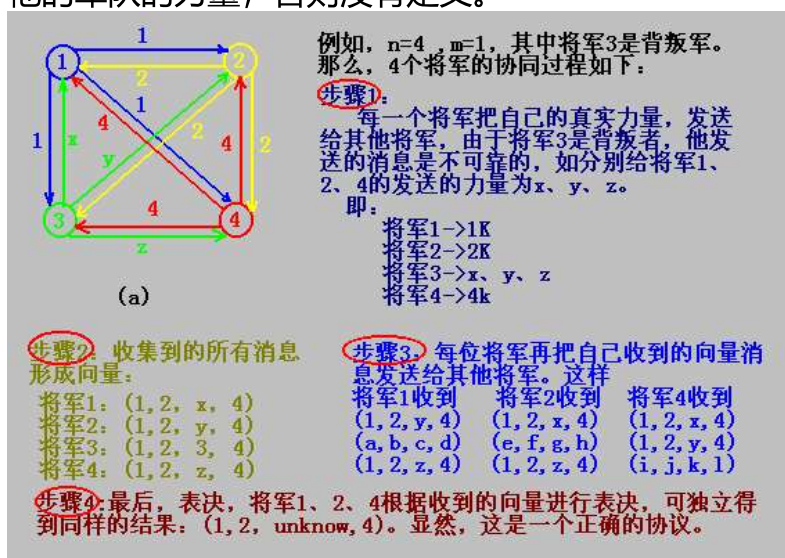 他的军队的力量，否则没有定义。
1
1
2
2
1
1
x
4
y
2
4
2
3
4
4
z
(a)
例如，n=4 ,m=1，其中将军3是背叛军。
那么，4个将军的协同过程如下：
步骤1：
每一个将军把自己的真实力量，发送
给其他将军，由于将军3是背叛者，他发
送的消息是不可靠的，如分别给将军1、
2、4的发送的力量为x、y、z。
即：
将军1->1K
将军2->2K
将军3->x、y、z
将军4->4k
步骤2：收集到的所有消息
形成向量：
将军1：(1,2, x, 4)
将军2：(1,2, y, 4)
将军3：(1,2, 3, 4)
将军4：(1,2, z, 4)
步骤3：每位将军再把自己收到的向量消
息发送给其他将军。这样
将军1收到 将军2收到 将军4收到
(1,2,y,4) (1,2,x,4) (1,2,x,4)
(a,b,c,d) (e,f,g,h) (1,2,y,4)
(1,2,z,4) (1,2,z,4) (i,j,k,l)
步骤4:最后，表决，将军1、2、4根据收到的向量进行表决，可独立得
到同样的结果：(1,2, unknow,4)。显然，这是一个正确的协议。